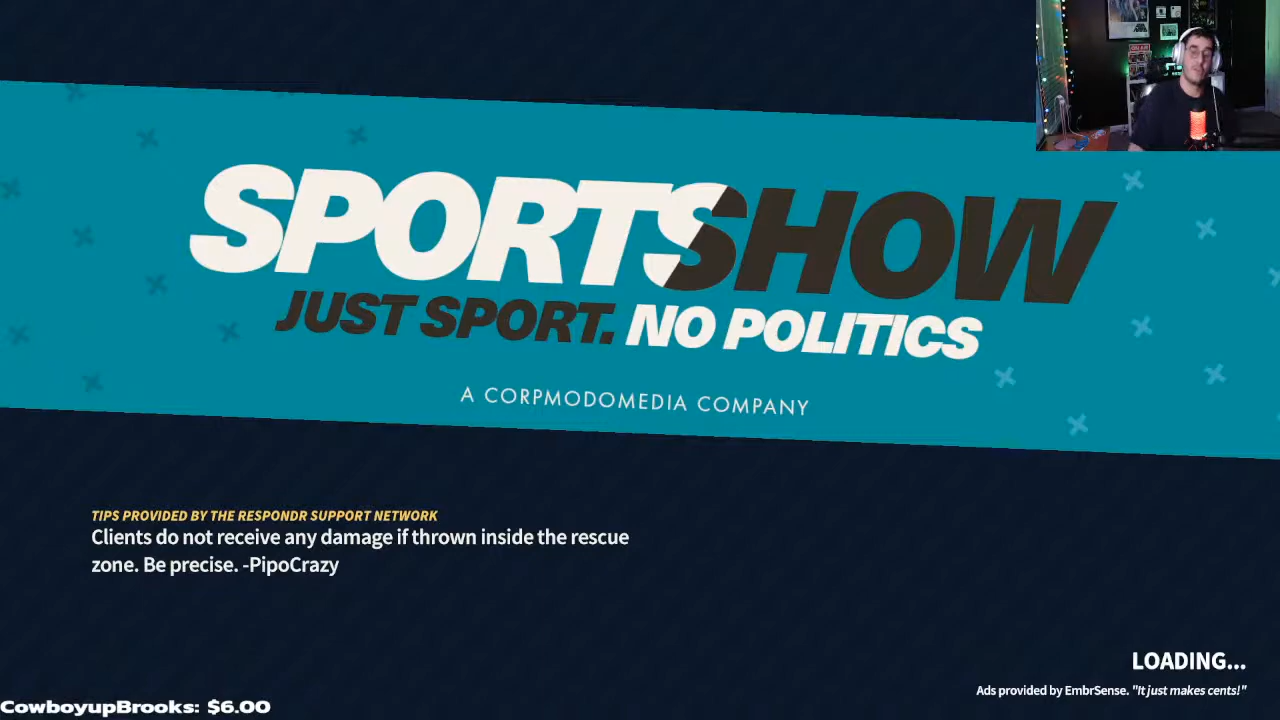 SPORTSHOW
JUST SPORT. NO POLITICS
A CORPMODOMEDIA COMPANY
TIPS PROVIDED BY THE RESPONDR SUPPORT NETWORK
Clients do not receive any damage if thrown inside the rescue
zone. Be precise. -PipoCrazy
LOADING...
Ads provided by EmbrSense. "It just makes cents!"
CowboyupBrooks: $6.00